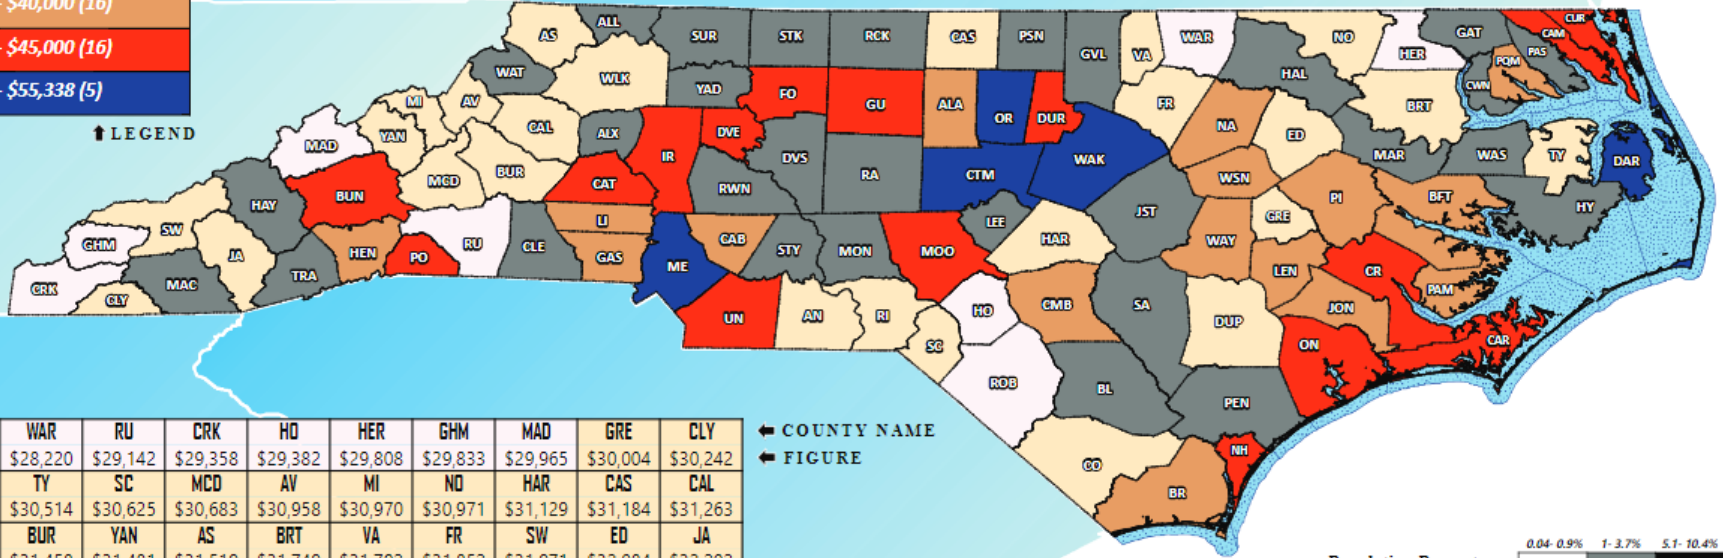 - $40,000 (16)
- $45,000 (16)
- $55,338 (5)
LEGEND
AS ALL SUR STK RCK CAS PSN GVL VA WAR NO HER GAT CUR
CAM
PAS
WAT WLK YAD FO GU ALA OR DUR HAL PQM
CWN
MI AV FR BRT
YAN CAL ALX DVE NA ED
MAD IR DVS WAK MAR WAS TY DAR
MCD BUR CAT RWN RA CTM WSN
BUN PI BFT HY
HAY LI JST GRE
SW LEE
GHM RU CLE CAB STY MON MOO HAR WAY
JA HEN PO GAS ME LEN CR
CRK CLY MAC TRA PAM
UN AN RI HO CMB SA DUP JON
SC ON CAR
ROB BL PEN
CO NH
BR
WAR RU CRK HO HER GHM MAD GRE CLY
$28,220 $29,142 $29,358 $29,382 $29,808 $29,833 $29,965 $30,004 $30,242
TY SC MCD AV MI NO HAR CAS CAL
$30,514 $30,625 $30,683 $30,958 $30,970 $30,971 $31,129 $31,184 $31,263
BUR YAN AS BRT VA FR SW ED JA
COUNTY NAME
FIGURE
0.04- 0.9% 1- 3.7% 5.1- 10.4%